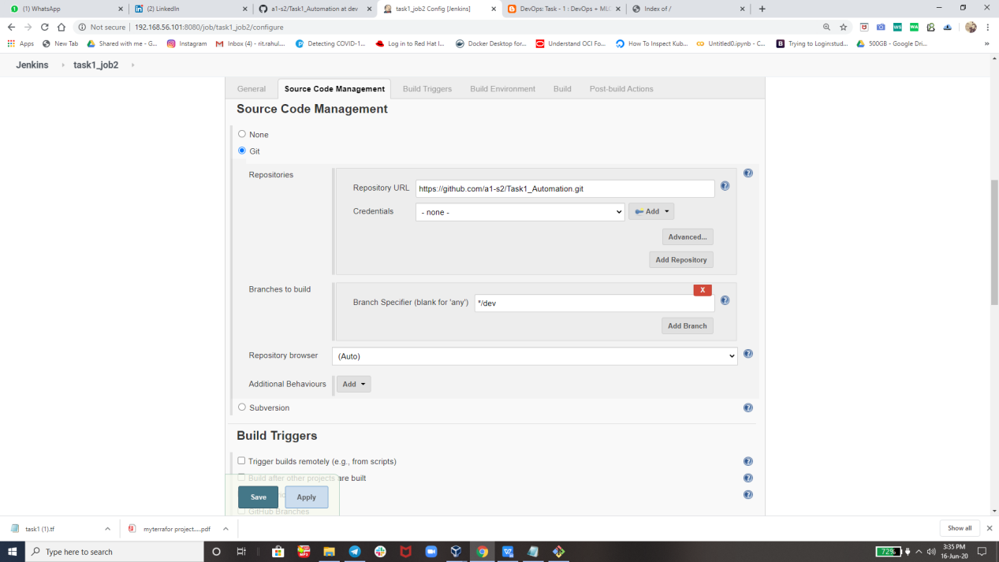 (1) WhatsApp
(2) LinkedIn
a1-s2/Task1_Automation at dev
task1_job2 Config [Jenkins]
DevOps: Task - 1 : DevOps + MLO
Index of /
Not secure | 192.168.56.101:8080/job/task1_job2/configure
Apps
New Tab
Shared with me - G...
Instagram
Inbox (4) - rit.rahul...
Detecting COVID-1...
Log in to Red Hat I...
Docker Desktop for...
Understand OCI Fo...
How To Inspect Kub...
Untitled0.ipynb - C...
Trying to Loginistud...
500GB - Google Dri...
»
Jenkins
task1_job2
General
Source Code Management
Build Triggers
Build Environment
Build
Post-build Actions
Source Code Management
None
Git
Repositories
Repository URL
https://github.com/a1-s2/Task1_Automation.git
Credentials
- none -
Add
Advanced...
Add Repository
Branches to build
X
Branch Specifier (blank for 'any')
*/dev
Add Branch
Repository browser
(Auto)
Additional Behaviours
Add
Subversion
Build Triggers
Trigger builds remotely (e.g., from scripts)
Build after other projects are built
Save
Apply
GitHub Branches
task1 (1).tf
myterrafor project....pdf
Show all
Type here to search
72%
3:35 PM
16-Jun-20